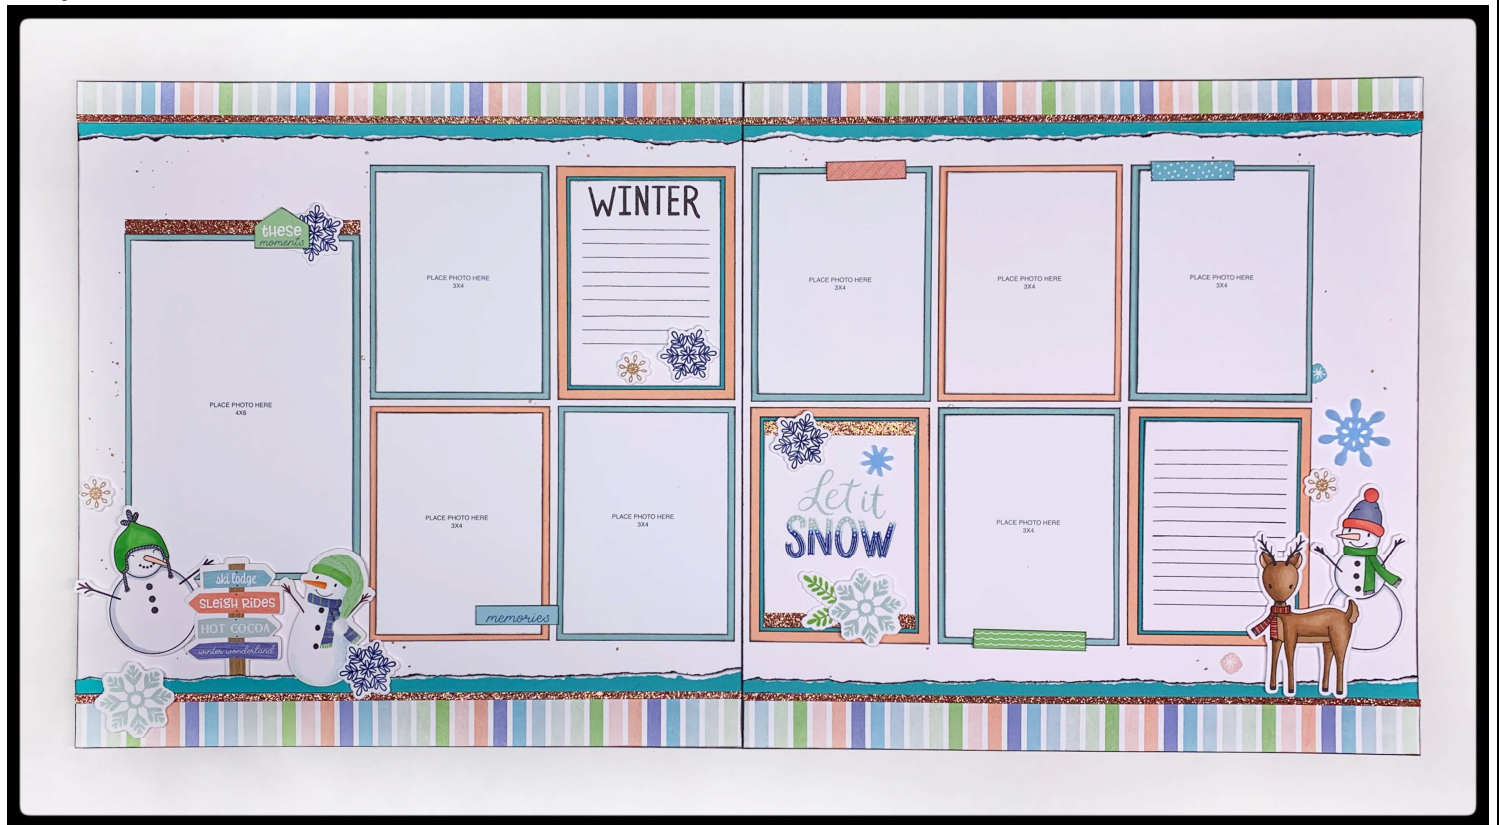 these
moments
PLACE PHOTO HERE
4X6
ski lodge
SLEIGH RIDES
HOT COCOA
winter wonderland
PLACE PHOTO HERE
3X4
WINTER
PLACE PHOTO HERE
3X4
memories
PLACE PHOTO HERE
3X4
PLACE PHOTO HERE
3X4
PLACE PHOTO HERE
3X4
PLACE PHOTO HERE
3X4
Let it
SNOW
PLACE PHOTO HERE
3X4